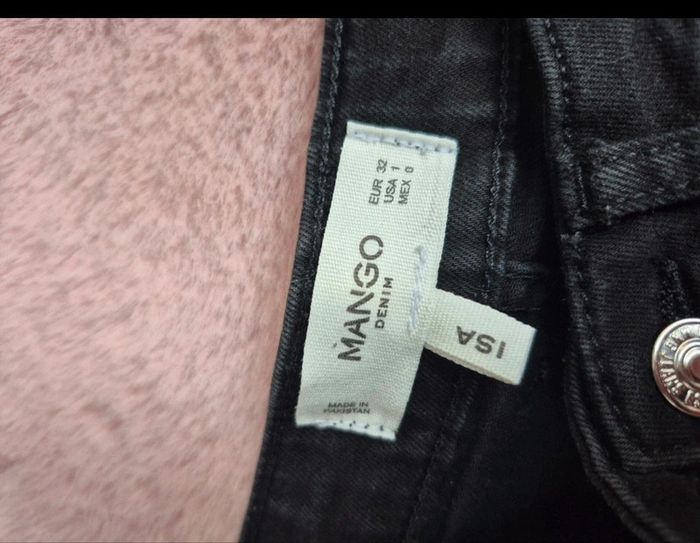 MANGO
DENIM
EUR 32
USA 1
MEX 0
MADE IN
PAKISTAN
ISA